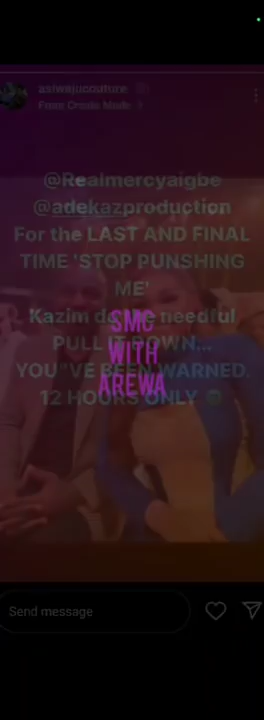 asiwajucouture
From Create Mode >
@Realmercyaigbe
@adekazproduction
For the LAST AND FINAL
TIME 'STOP PUNSHING
ME'
Kazim do the needful
PULL IT DOWN...
YOU"VE BEEN WARNED.
12 HOURS ONLY
SMC
WITH
AREWA
Send message